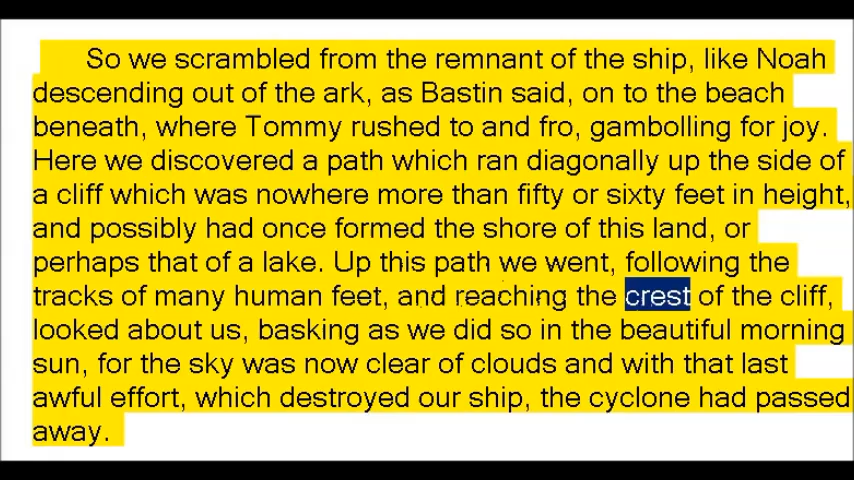 So we scrambled from the remnant of the ship, like Noah
descending out of the ark, as Bastin said, on to the beach
beneath, where Tommy rushed to and fro, gambolling for joy.
Here we discovered a path which ran diagonally up the side of
a cliff which was nowhere more than fifty or sixty feet in height,
and possibly had once formed the shore of this land, or
perhaps that of a lake. Up this path we went, following the
tracks of many human feet, and reaching the crest of the cliff,
looked about us, basking as we did so in the beautiful morning
sun, for the sky was now clear of clouds and with that last
awful effort, which destroyed our ship, the cyclone had passed
away.